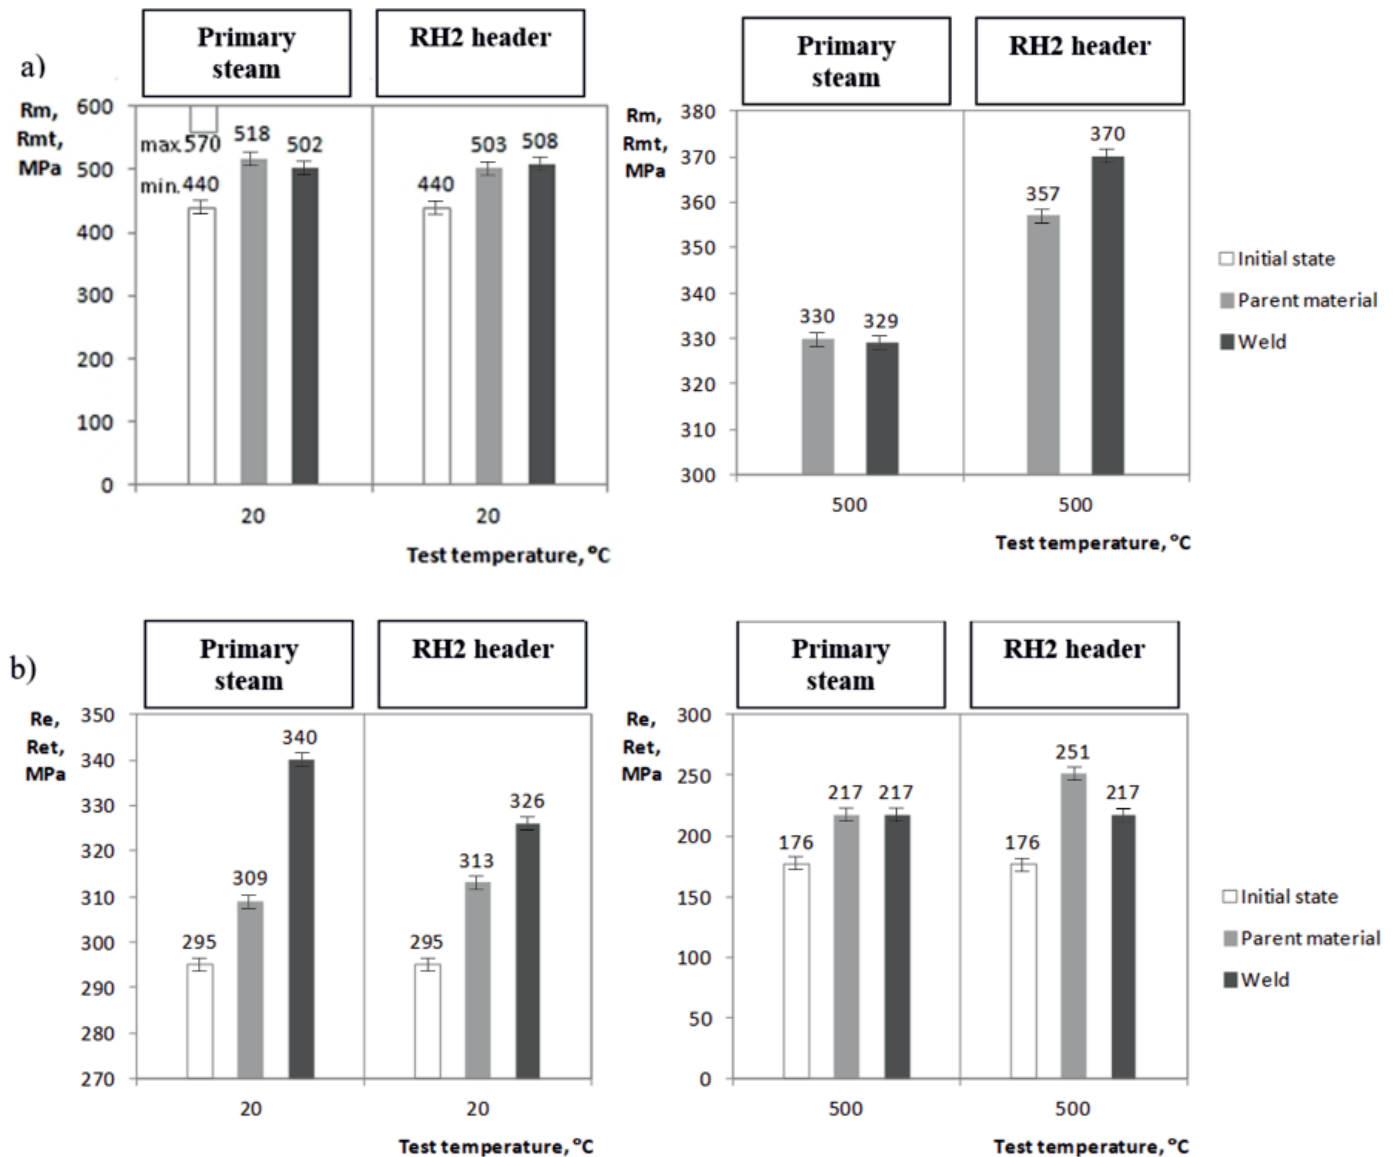 a)
Primary
steam
RH2 header
Rm,
Rmt,
MPa
600
500
400
300
200
100
0
max.570
min.440
518
502
440
503
508
20
20
Test temperature, °C
Primary
steam
RH2 header
Rm,
Rmt,
MPa
380
370
360
350
340
330
320
310
300
330
329
357
370
500
500
Test temperature, °C
Initial state
Parent material
Weld
b)
Primary
steam
RH2 header
Re,
Ret,
MPa
350
340
330
320
310
300
290
280
270
295
309
340
295
313
326
20
20
Test temperature, °C
Primary
steam
RH2 header
Re,
Ret,
MPa
300
250
200
150
100
50
0
176
217
217
176
251
217
500
500
Test temperature, °C
Initial state
Parent material
Weld